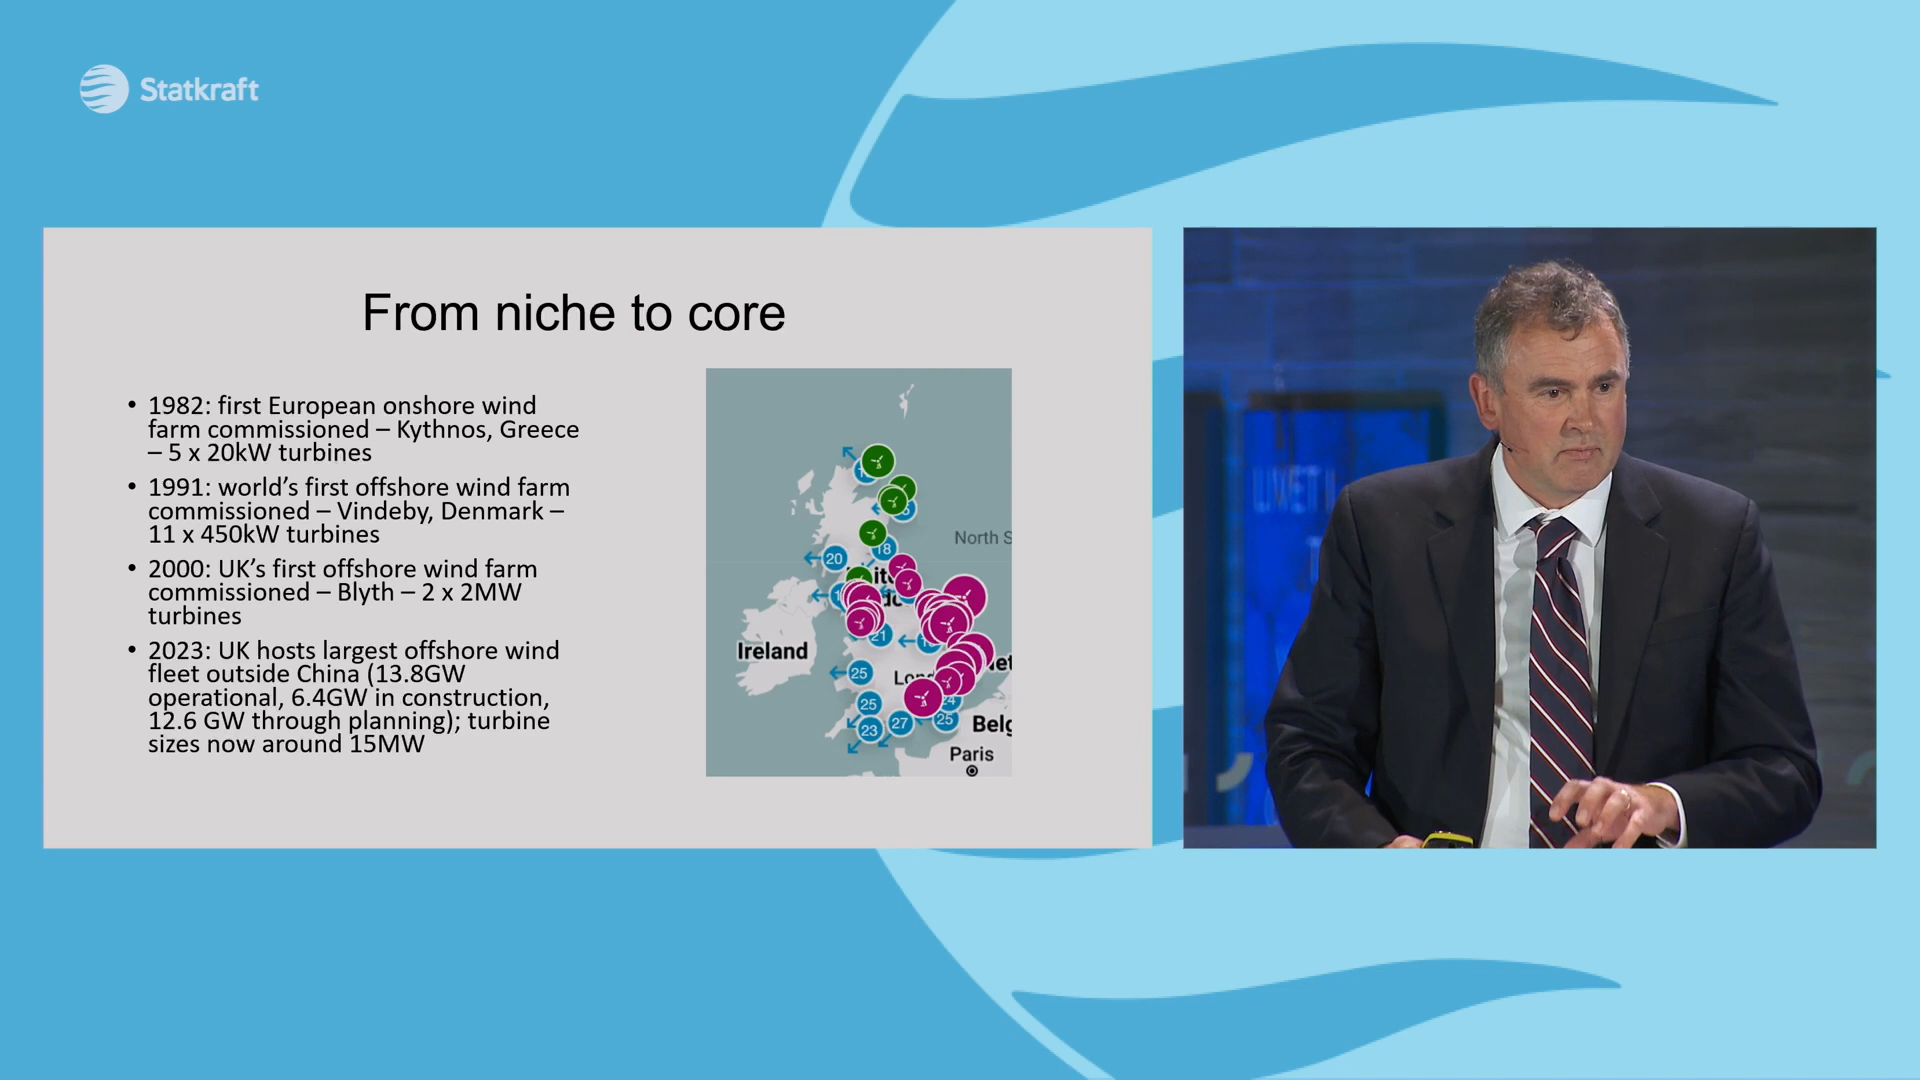 Statkraft
From niche to core
• 1982: first European onshore wind
farm commissioned – Kythnos, Greece
– 5 x 20kW turbines
• 1991: world’s first offshore wind farm
commissioned – Vindeby, Denmark –
11 x 450kW turbines
• 2000: UK’s first offshore wind farm
commissioned – Blyth – 2 x 2MW
turbines
• 2023: UK hosts largest offshore wind
fleet outside China (13.8GW
operational, 6.4GW in construction,
12.6 GW through planning); turbine
sizes now around 15MW
North S
18
20
21
Ireland
25
Lon
24
25
27
25
23
Belg
Paris